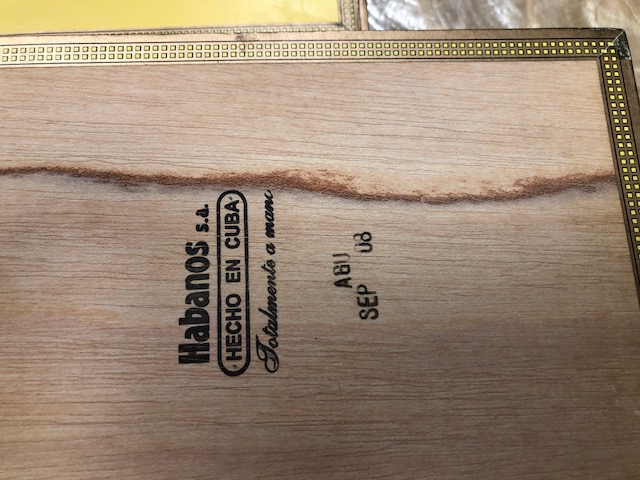 Habanos s.a.
HECHO EN CUBA
Totalmente a mano
ABU
SEP 08